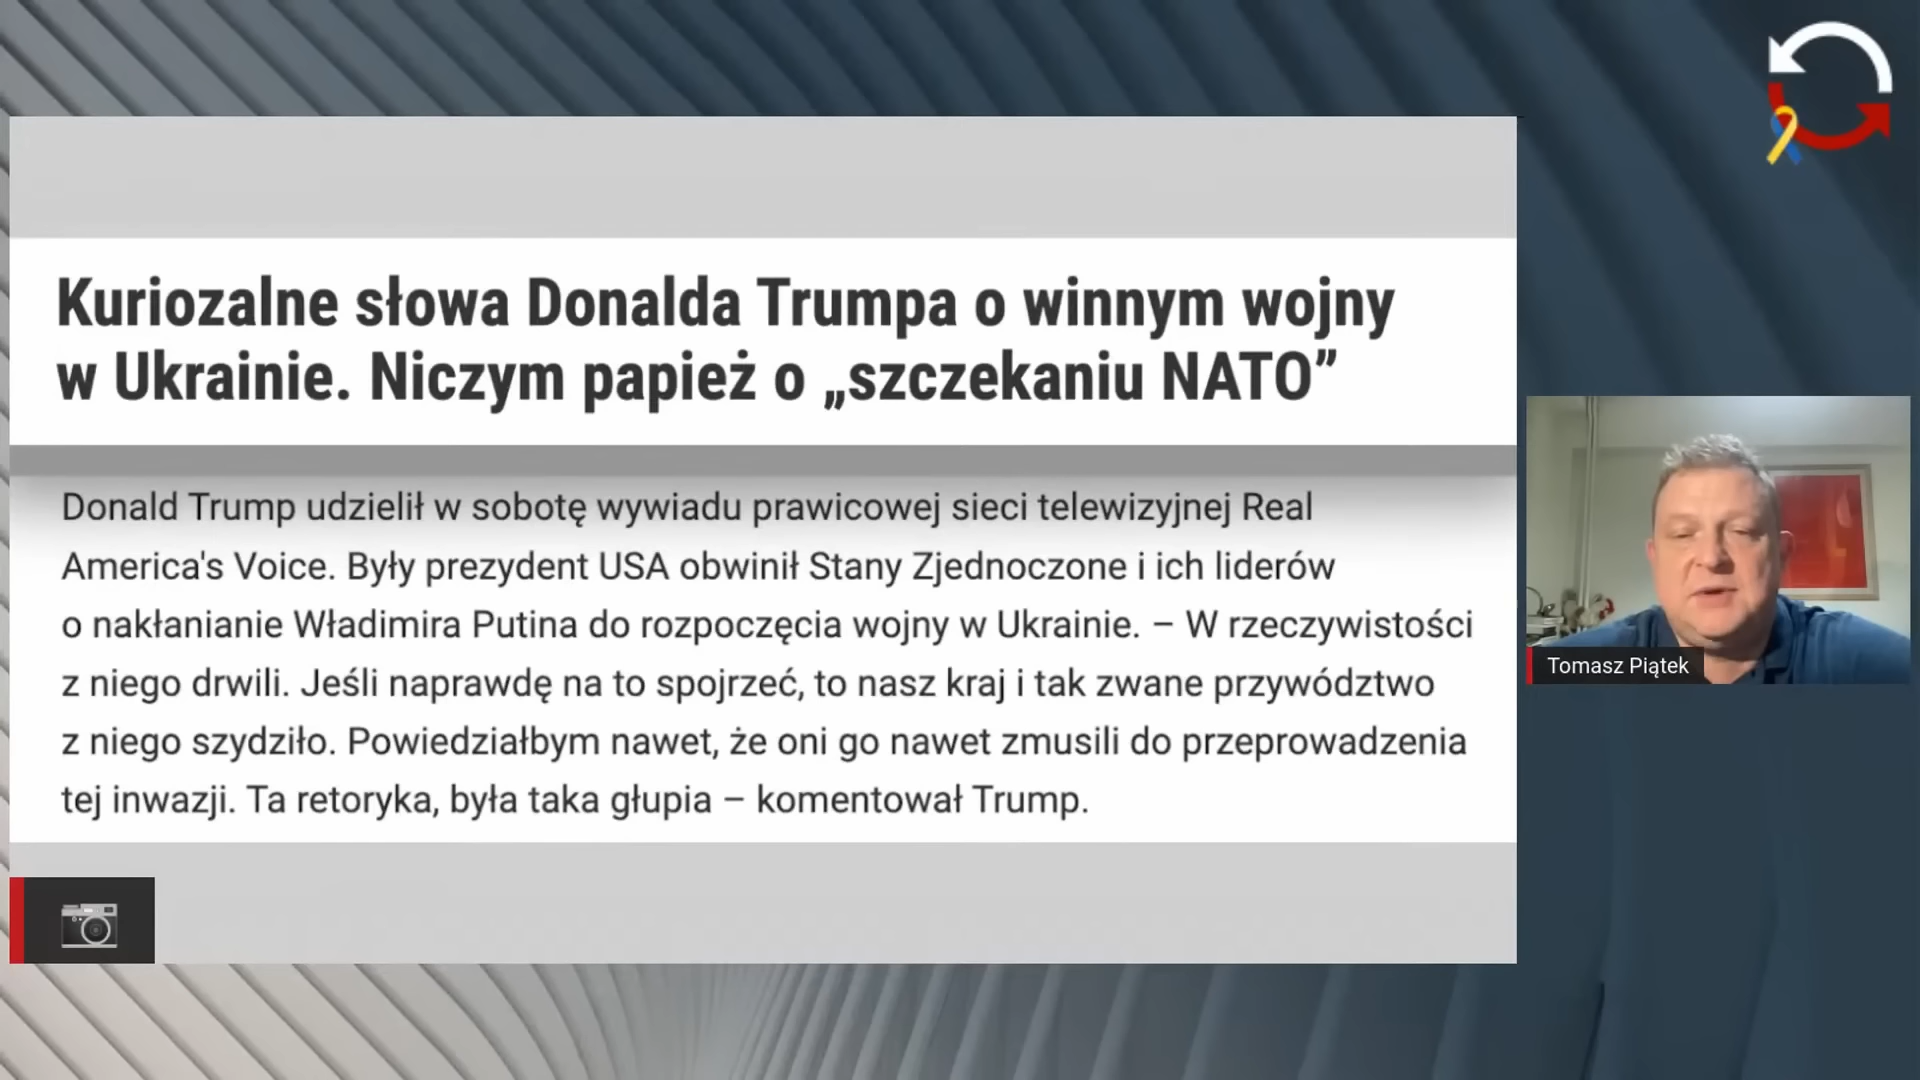 Kuriozalne słowa Donalda Trumpa o winnym wojny
w Ukrainie. Niczym papież o „szczekaniu NATO”
Donald Trump udzielił w sobotę wywiadu prawicowej sieci telewizyjnej Real
America's Voice. Były prezydent USA obwinił Stany Zjednoczone i ich liderów
o nakłanianie Władimira Putina do rozpoczęcia wojny w Ukrainie. – W rzeczywistości
z niego drwili. Jeśli naprawdę na to spojrzeć, to nasz kraj i tak zwane przywództwo
z niego szydziło. Powiedziałbym nawet, że oni go nawet zmusili do przeprowadzenia
tej inwazji. Ta retoryka, była taka głupia – komentował Trump.
Tomasz Piątek